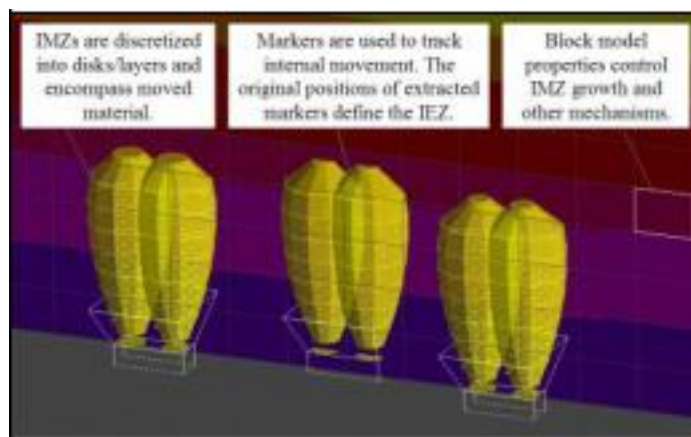 IMZs are discretized
into disks/layers and
encompass moved
material.
Markers are used to track
internal movement. The
original positions of extracted
markers define the IEZ.
Block model
properties control
IMZ growth and
other mechanisms.